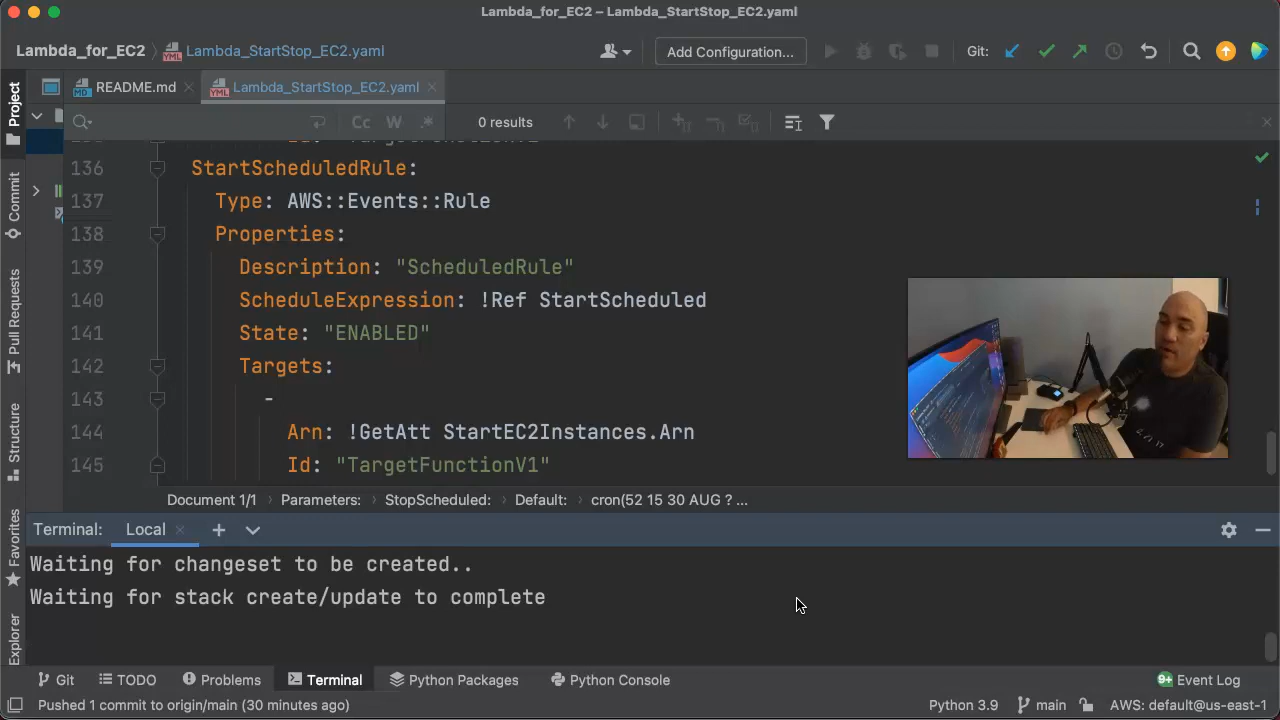 Lambda_for_EC2 – Lambda_StartStop_EC2.yaml
Lambda_for_EC2 Lambda_StartStop_EC2.yaml Add Configuration... Git:
README.md Lambda_StartStop_EC2.yaml
Cc W .* 0 results
136 StartScheduledRule:
137 Type: AWS::Events::Rule
138 Properties:
139 Description: "ScheduledRule"
140 ScheduleExpression: !Ref StartScheduled
141 State: "ENABLED"
142 Targets:
143 -
144 Arn: !GetAtt StartEC2Instances.Arn
145 Id: "TargetFunctionV1"
Document 1/1 Parameters: StopScheduled: Default: cron(52 15 30 AUG ? ...
Project
Commit
Pull Requests
Structure
Favorites
Explorer
Terminal: Local
Waiting for changeset to be created..
Waiting for stack create/update to complete
Git TODO Problems Terminal Python Packages Python Console 9+ Event Log
Pushed 1 commit to origin/main (30 minutes ago) Python 3.9 main AWS: default@us-east-1